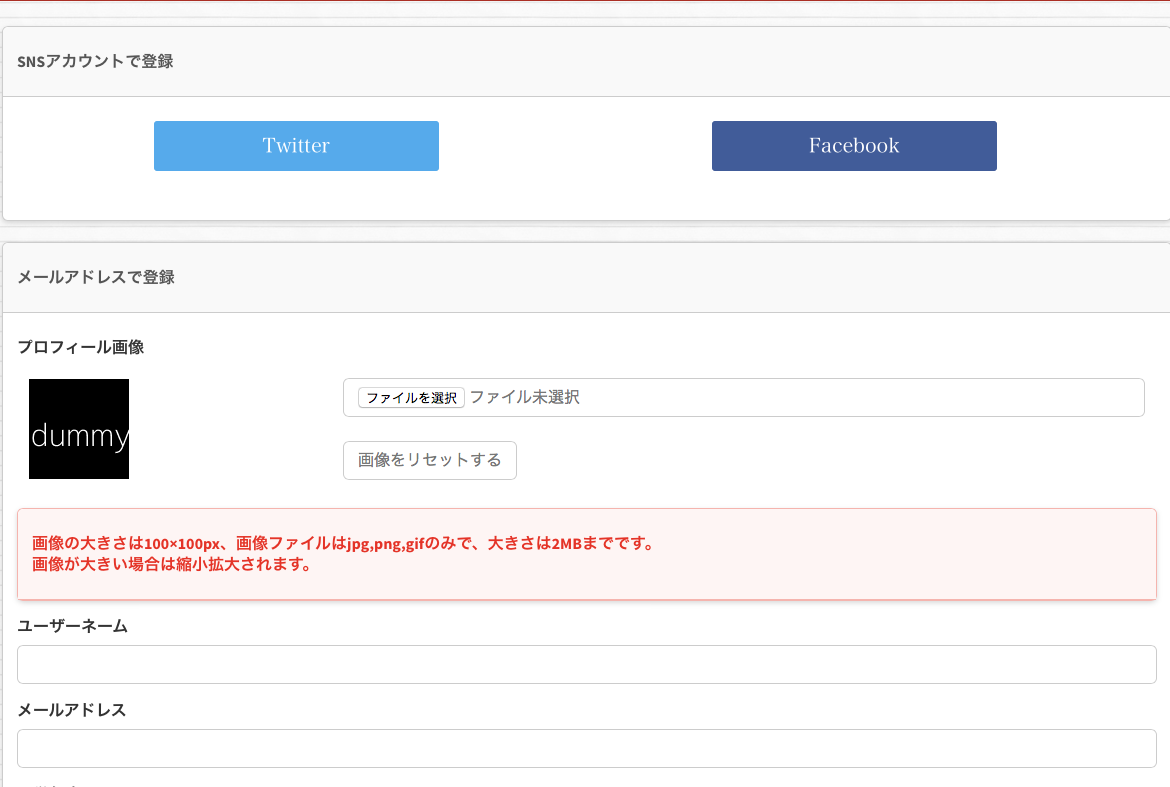 SNSアカウントで登録
Twitter
Facebook
メールアドレスで登録
プロフィール画像
dummy
ファイルを選択 ファイル未選択
画像をリセットする
画像の大きさは100×100px、画像ファイルはjpg,png,gifのみで、大きさは2MBまでです。
画像が大きい場合は縮小拡大されます。
ユーザーネーム
メールアドレス